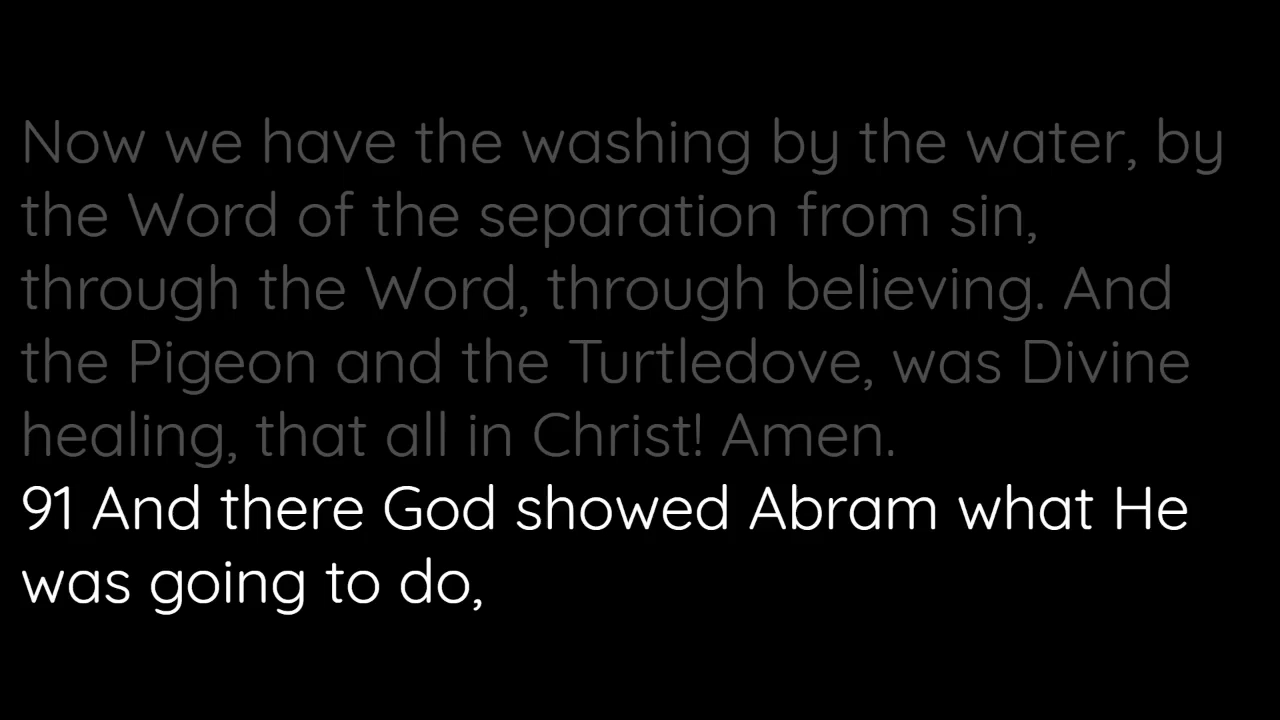 Now we have the washing by the water, by
the Word of the separation from sin,
through the Word, through believing. And
the Pigeon and the Turtledove, was Divine
healing, that all in Christ! Amen.
91 And there God showed Abram what He
was going to do,